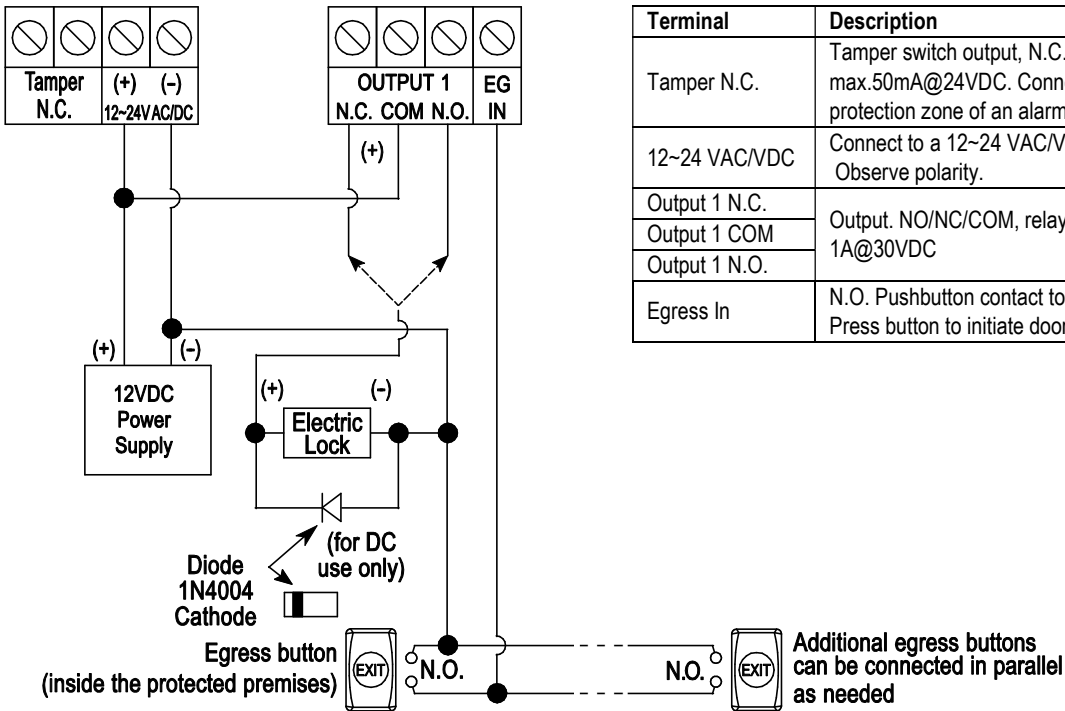 Tamper
N.C.
(+) (-)
12~24V AC/DC
OUTPUT 1
N.C. COM N.O.
EG
IN
(+)
(+) (-)
12VDC
Power
Supply
(+) (-)
Electric
Lock
(for DC
use only)
Diode
1N4004
Cathode
Egress button
(inside the protected premises)
EXIT
N.O.
N.O.
EXIT
Additional egress buttons
can be connected in parallel
as needed
Terminal Description
Tamper N.C.
Tamper switch output, N.C.
max.50mA@24VDC. Conne
protection zone of an alarm
12~24 VAC/VDC
Connect to a 12~24 VAC/V
Observe polarity.
Output 1 N.C.
Output 1 COM
Output 1 N.O.
Output. NO/NC/COM, relay
1A@30VDC
Egress In
N.O. Pushbutton contact to
Press button to initiate door